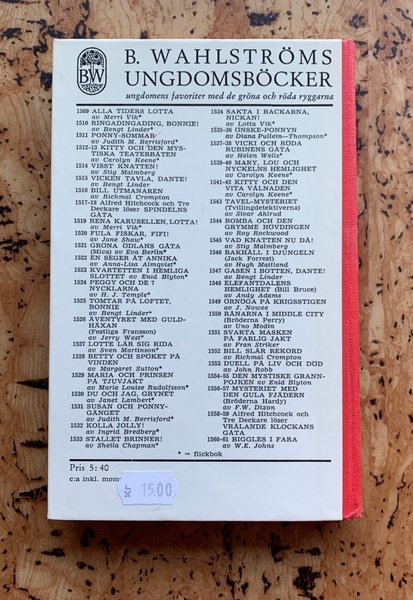 BW
B. WAHLSTRÖMS
UNGDOMSBÖCKER
ungdomens favoriter med de gröna och röda ryggarna
1509 ALLA TIDERS LOTTA
av Merri Vik*
1510 RINGADINGADING, BONNIE!
av Bengt Linder*
1511 PONNY-SOMMAR
av Judith M. Berrisford*
1512-13 KITTY OCH DEN MYS-
TISKA TEATERBÅTEN
av Carolyn Keene*
1514 VISST KNATTEN!
av Stig Malmberg
1515 VICKEN TAVLA, DANTE!
av Bengt Linder
1516 BILL UTMANAREN
av Richmal Crompton
1517-18 Alfred Hitchcock och Tre
Deckare löser SPINDELNS
GÅTA
1519 RENA KARUSELLEN, LOTTA!
av Merri Vik*
1520 FULA FISKAR, FIFI!
av Jane Shaw*
1521 GRÖNA ÖDLANS GÅTA
(Mica) av Eva Berlin*
1522 EN SEGER ÅT ANNIKA
av Anna-Lisa Almqvist*
1523 KVARTETTEN I HEMLIGA
SLOTTET av Enid Blyton*
1524 PEGGY OCH DE 7
NYCKLARNA
av H. J. Temple*
1525 TOMTAR PÅ LOFTET,
BONNIE
av Bengt Linder*
1526 ÄVENTYRET MED GULD-
HÄXAN
(Festliga Fransson)
av Jerry West*
1527 LOTTE LÄR SIG RIDA
av Sven Martinson*
1528 BETTY OCH SPÖKET PÅ
VINDEN
av Margaret Sutton*
1529 MARIA OCH PRINSEN
PÅ TJUVJAKT
av Marie Louise Rudolfsson*
1530 DU OCH JAG, GRYNET
av Janet Lambert*
1531 SUSAN OCH PONNY-
GÄNGET
av Judith M. Berrisford*
1532 KOLLA JOLLY!
av Ingrid Bredberg*
1533 STALLET BRINNER!
av Sheila Chapman*
1534 SAKTA I BACKARNA,
NICKAN!
av Lotta Vik*
1535-36 ÖNSKE-PONNYN
av Diana Pullein-Thompson*
1537-38 VICKI OCH RÖDA
RUBINENS GÅTA
av Helen Wells*
1539-40 MARY, LOU OCH
NYCKELNS HEMLIGHET
av Carolyn Keene*
1541-42 KITTY OCH DEN
VITA VÅLNADEN
av Carolyn Keene*
1543 TAVEL-MYSTERIET
(Tvillingdetektiverna)
av Sivar Ahlrud
1544 BOMBA OCH DEN
GRYMME HÖVDINGEN
av Roy Rockwood
1545 VAD KNATTEN NU DÅ!
av Stig Malmberg
1546 BAKHÅLL I DJUNGELN
(Jack Forrest)
av Hugh Maitland
1547 GASEN I BOTTEN, DANTE!
av Bengt Linder
1548 ELEFANTDALENS
HEMLIGHET (Bill Bruce)
av Andy Adams
1549 GRONÖGA PÅ KRIGSSTIGEN
av J. Nowee
1550 RÅNARNA I MIDDLE CITY
(Bröderna Perry)
av Uno Modin
1551 SVARTA MASKEN
PÅ FARLIG JAKT
av Fran Striker
1552 BILL SLÅR REKORD
av Richmal Crompton
1553 DUELL PÅ LIV OCH DÖD
av John Robb
1554-55 DEN MYSTISKE GRANN-
POJKEN av Enid Blyton
1556-57 MYSTERIET MED
DEN GULA FJÄDERN
(Bröderna Hardy)
av F.W. Dixon
1558-59 Alfred Hitchcock och
Tre Deckare löser
VRÅLANDE KLOCKANS
GÅTA
1560-61 BIGGLES I FARA
av W.E. Johns
* = flickbok
Pris 5:40
c:a inkl. moms
kr 15.00